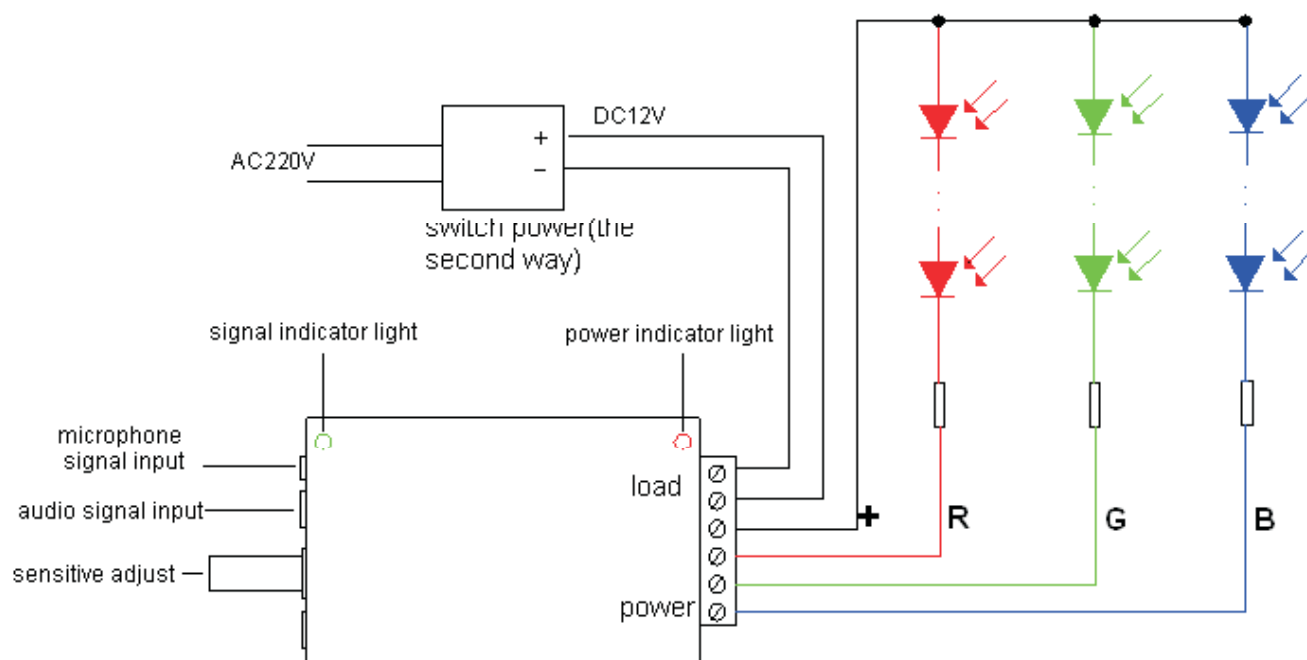 DC12V
+
AC220V
−
switch power(the
second way)
signal indicator light
power indicator light
microphone
signal input
load
audio signal input
+
R
G
B
sensitive adjust
power